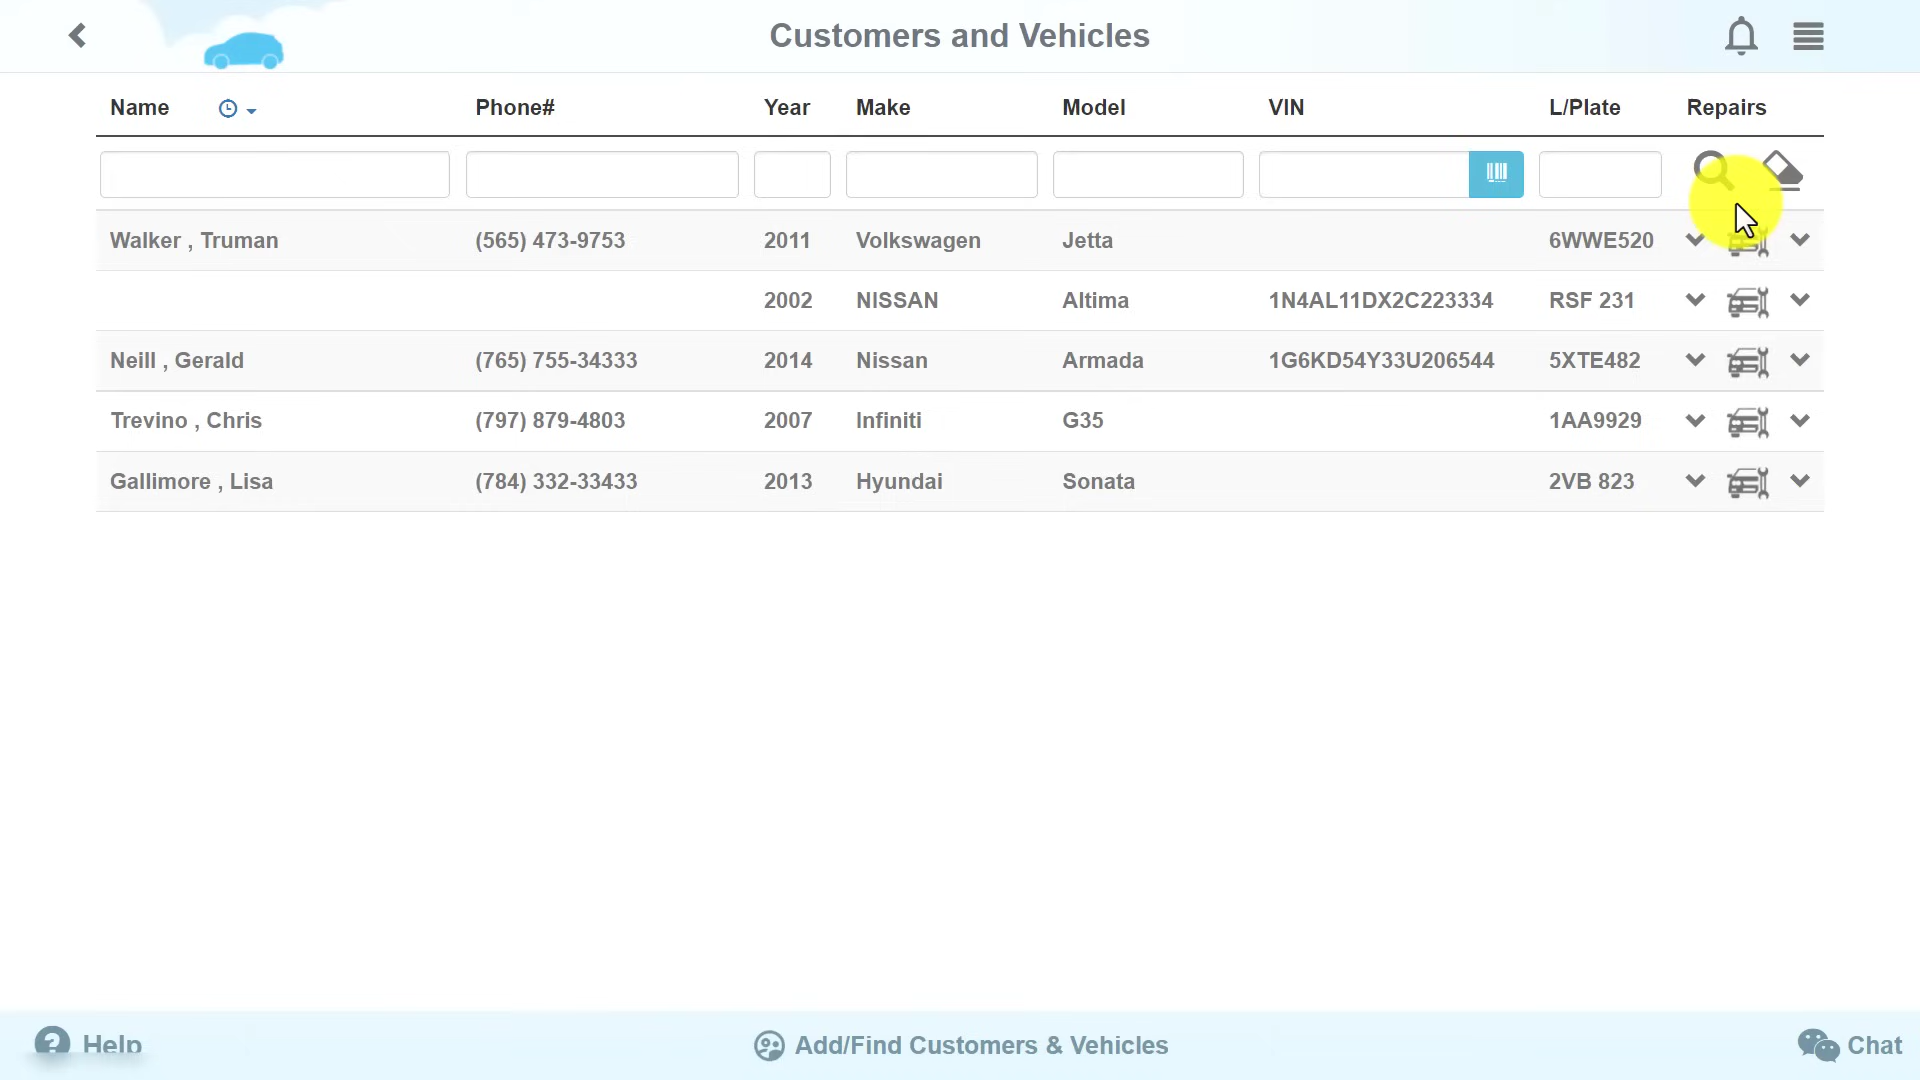 Customers and Vehicles
Name Phone# Year Make Model VIN L/Plate Repairs
Walker , Truman (565) 473-9753 2011 Volkswagen Jetta 6WWE520
2002 NISSAN Altima 1N4AL11DX2C223334 RSF 231
Neill , Gerald (765) 755-34333 2014 Nissan Armada 1G6KD54Y33U206544 5XTE482
Trevino , Chris (797) 879-4803 2007 Infiniti G35 1AA9929
Gallimore , Lisa (784) 332-33433 2013 Hyundai Sonata 2VB 823
Help Add/Find Customers & Vehicles Chat